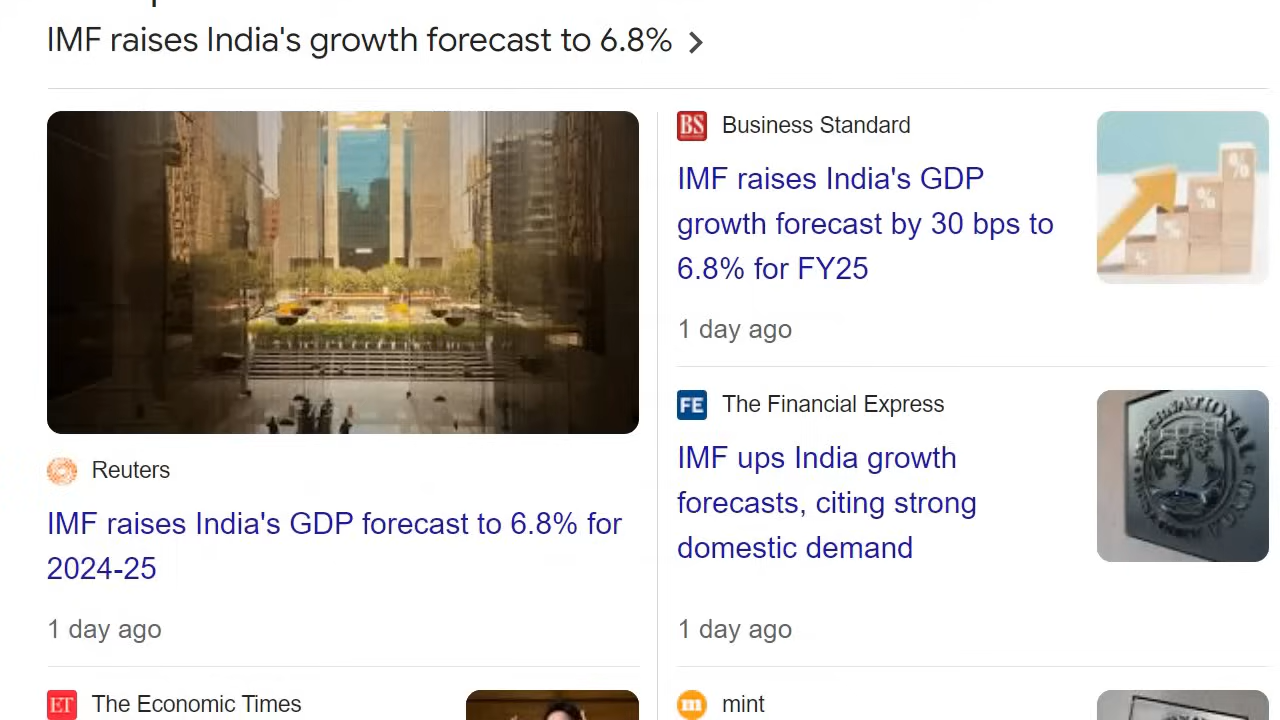 IMF raises India's growth forecast to 6.8%
Reuters
IMF raises India's GDP forecast to 6.8% for
2024-25
1 day ago
ET
The Economic Times
BS
Business Standard
IMF raises India's GDP
growth forecast by 30 bps to
6.8% for FY25
1 day ago
%
%
%
%
FE
The Financial Express
IMF ups India growth
forecasts, citing strong
domestic demand
1 day ago
m
mint